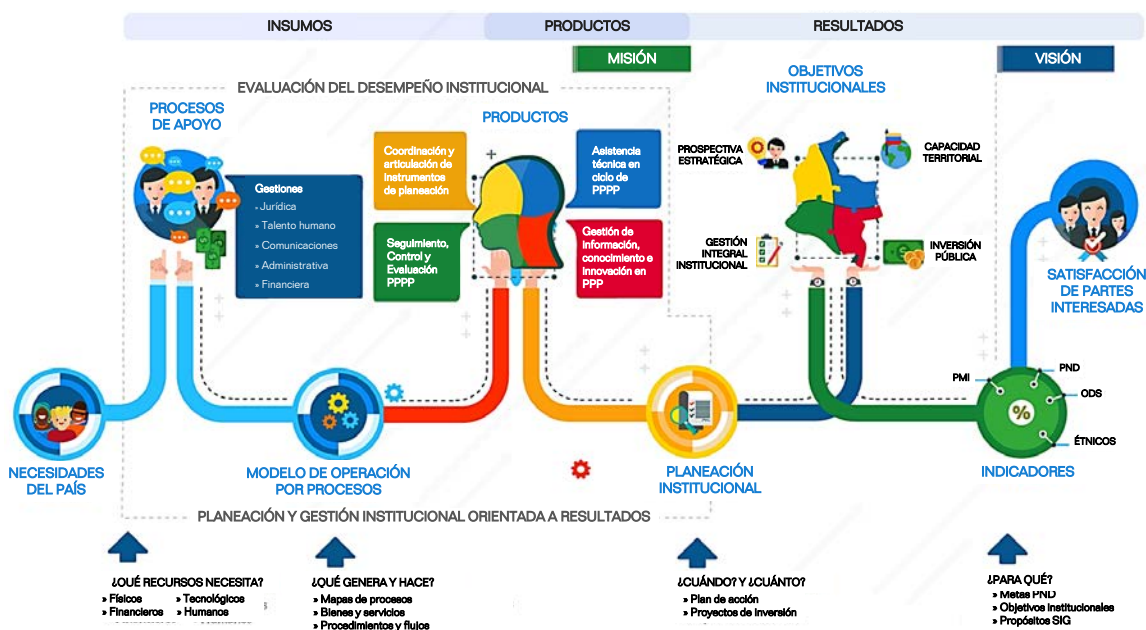 INSUMOS
PRODUCTOS
RESULTADOS
MISIÓN
VISIÓN
EVALUACIÓN DEL DESEMPEÑO INSTITUCIONAL
PROCESOS
DE APOYO
Gestiones
» Jurídica
» Talento humano
» Comunicaciones
» Administrativa
» Financiera
PRODUCTOS
Coordinación y
articulación de
instrumentos
de planeación
Asistencia
técnica en
ciclo de
PPPP
Seguimiento,
Control y
Evaluación
PPPP
Gestión de
información,
conocimiento e
innovación en
PPP
OBJETIVOS
INSTITUCIONALES
PROSPECTIVA
ESTRATÉGICA
CAPACIDAD
TERRITORIAL
GESTIÓN
INTEGRAL
INSTITUCIONAL
INVERSIÓN
PÚBLICA
SATISFACCIÓN
DE PARTES
INTERESADAS
NECESIDADES
DEL PAÍS
MODELO DE OPERACIÓN
POR PROCESOS
PLANEACIÓN
INSTITUCIONAL
PMI
PND
ODS
ÉTNICOS
%
INDICADORES
PLANEACIÓN Y GESTIÓN INSTITUCIONAL ORIENTADA A RESULTADOS
¿QUÉ RECURSOS NECESITA?
» Físicos » Tecnológicos
» Financieros » Humanos
¿QUÉ GENERA Y HACE?
» Mapas de procesos
» Bienes y servicios
» Procedimientos y flujos
¿CUÁNDO? Y ¿CUÁNTO?
» Plan de acción
» Proyectos de inversión
¿PARA QUÉ?
» Metas PND
» Objetivos institucionales
» Propósitos SIG